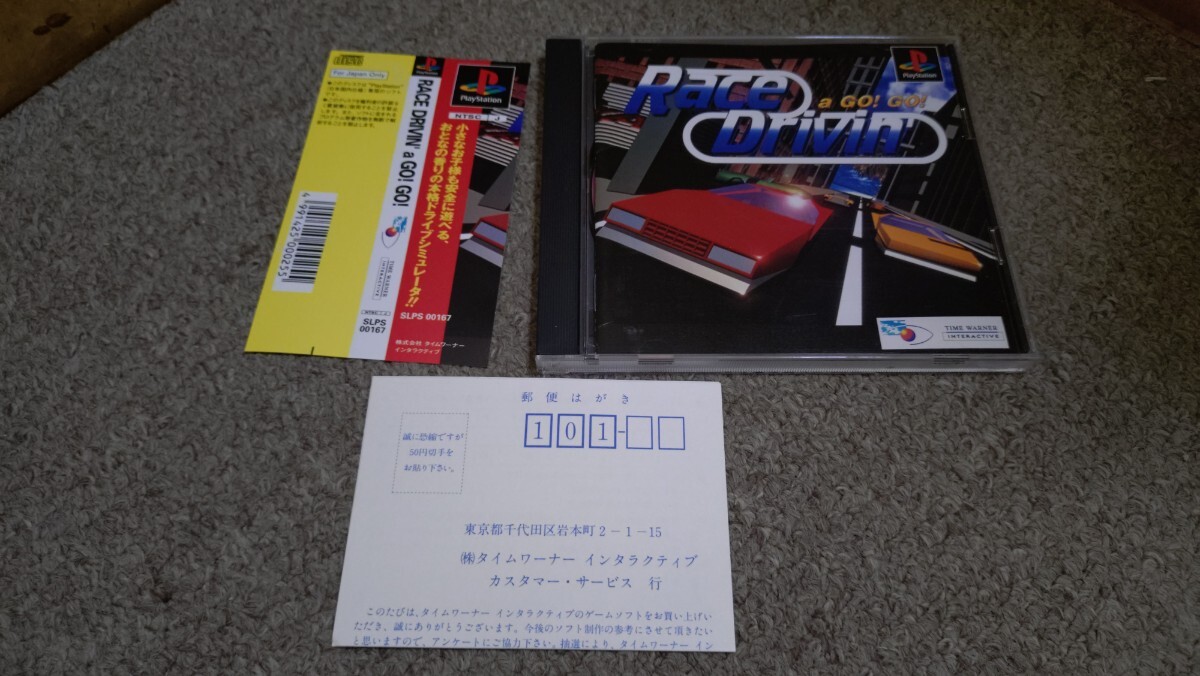 For Japan Only
RACE DRIVIN' a GO! GO!
TIME WARNER
INTERACTIVE
NTSC J
SLPS
00167
4991425000255
PlayStation
NTSC J
小さなお子様も安全に遊べる、
おとなの香りの本格ドライブシミュレータ!!
SLPS 00167
株式会社 タイムワーナー
インタラクティブ
Race
a GO! GO!
Drivin'
PlayStation
TIME WARNER
INTERACTIVE
郵便はがき
101-
誠に恐縮ですが
50円切手を
お貼り下さい。
東京都千代田区岩本町2-1-15
㈱タイムワーナー インタラクティブ
カスタマー・サービス 行
このたびは、タイムワーナー インタラクティブのゲームソフトをお買い上げい
ただき、誠にありがとうございます。今後のソフト制作の参考にさせて頂きたい
と思いますので、アンケートにご協力下さい。抽選により、タイムワーナー イン